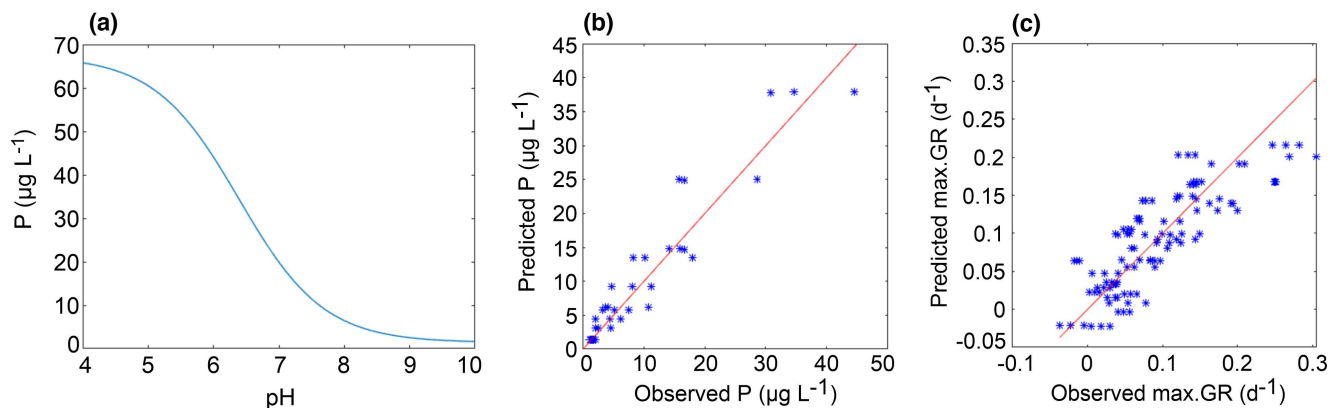 (a)
70
60
50
40
30
20
10
0
4 5 6 7 8 9 10
P (µg L-1)
pH
(b)
45
40
35
30
25
20
15
10
5
0
0 10 20 30 40 50
Predicted P (µg L-1)
Observed P (µg L-1)
(c)
0.35
0.3
0.25
0.2
0.15
0.1
0.05
0
-0.05
-0.1 0 0.1 0.2 0.3
Predicted max.GR (d-1)
Observed max.GR (d-1)